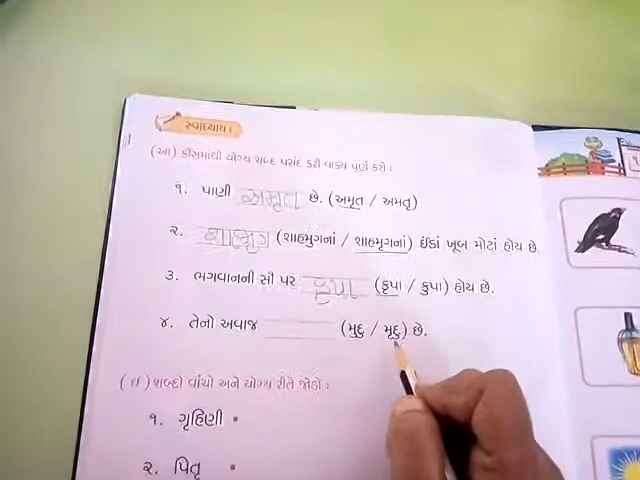 સ્વાધ્યાય
(આ) કૌંસમાંથી યોગ્ય શબ્દ પસંદ કરી વાક્ય પૂર્ણ કરો :
૧. પાણી અમૃત છે. (અમૃત / અમતૃ)
૨. શાહમૃગ (શાહમુગનાં / શાહમૃગનાં) ઈંડાં ખૂબ મોટાં હોય છે.
૩. ભગવાનની સૌ પર કૃપા (કૃપા / કુપા) હોય છે.
૪. તેનો અવાજ (મુદુ / મૃદુ) છે.
શબ્દો વાંચો અને યોગ્ય રીતે જોડો :
૧. ગૃહિણી
૨. પિતૃ